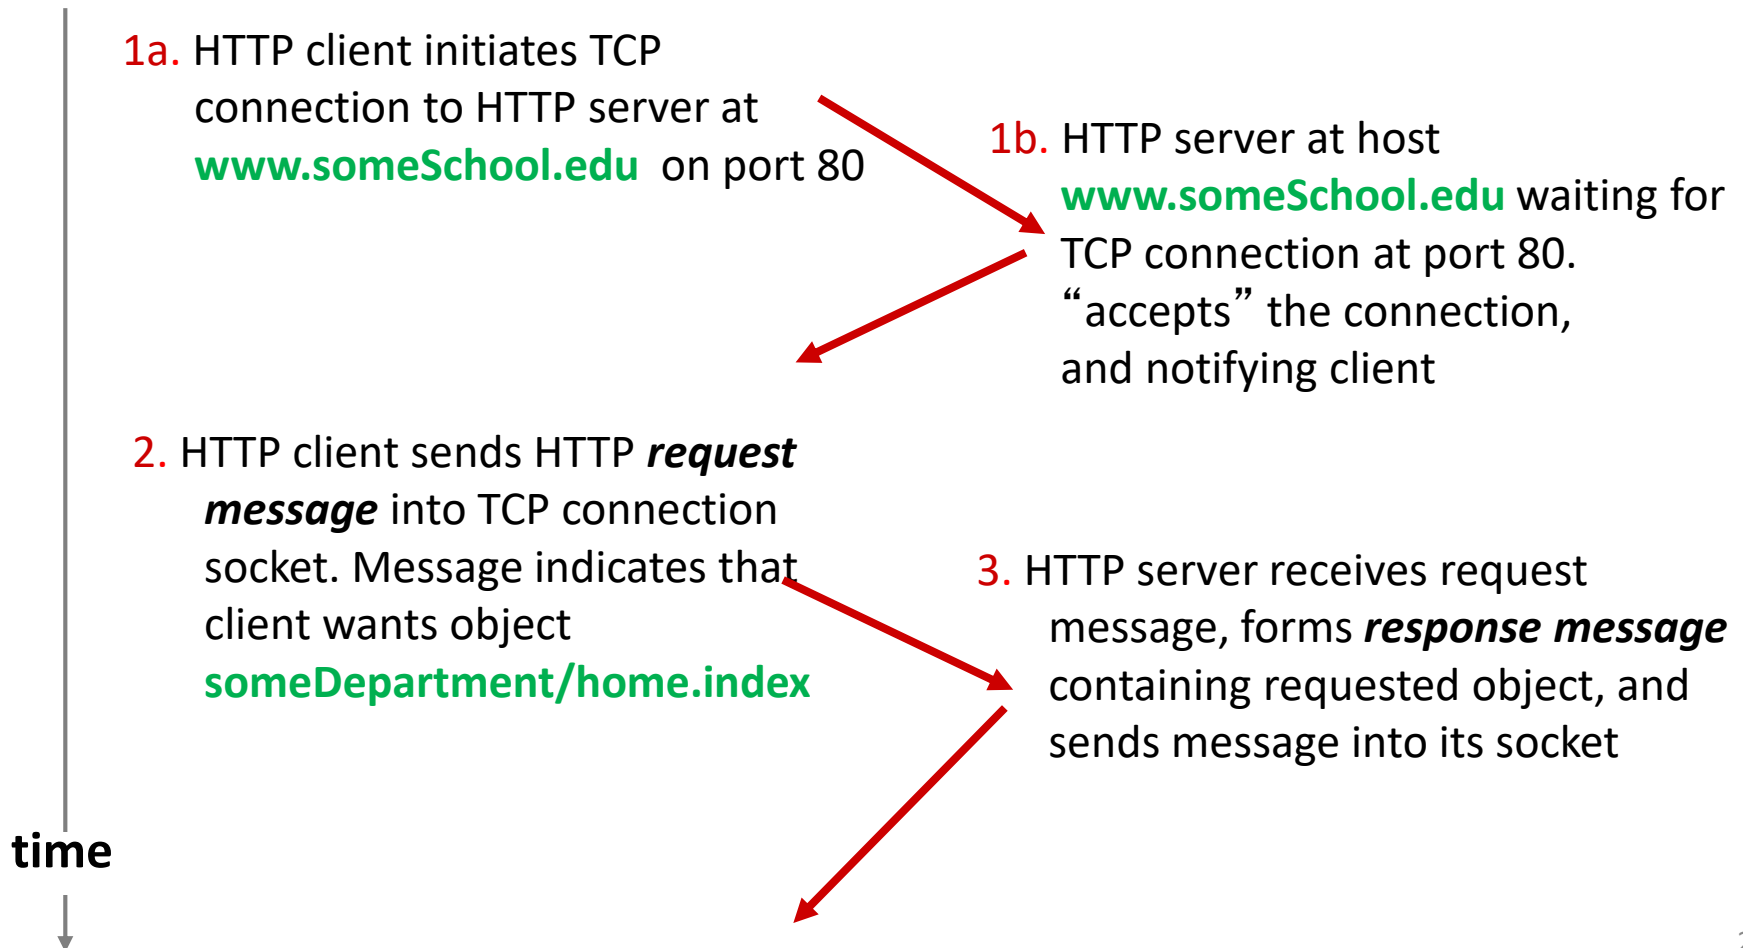 1a. HTTP client initiates TCP
connection to HTTP server at
www.someSchool.edu on port 80
1b. HTTP server at host
www.someSchool.edu waiting for
TCP connection at port 80.
“accepts” the connection,
and notifying client
2. HTTP client sends HTTP request
message into TCP connection
socket. Message indicates that
client wants object
someDepartment/home.index
3. HTTP server receives request
message, forms response message
containing requested object, and
sends message into its socket
time